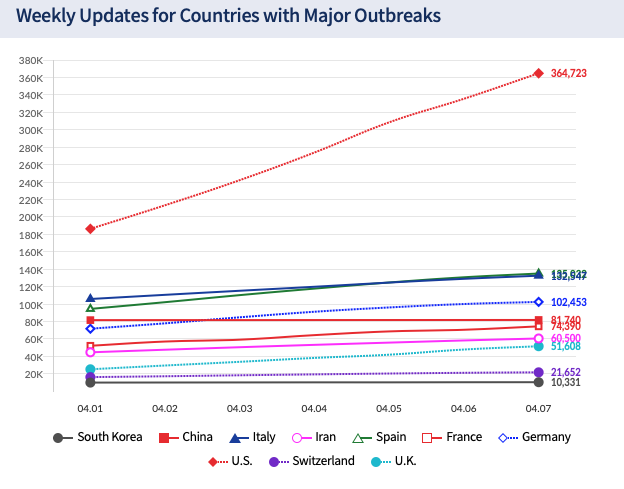 Weekly Updates for Countries with Major Outbreaks
380K
360K
340K
320K
300K
280K
260K
240K
220K
200K
180K
160K
140K
120K
100K
80K
60K
40K
20K
364,723
102,453
81,740
74,390
60,500
51,608
21,652
10,331
04.01 04.02 04.03 04.04 04.05 04.06 04.07
South Korea China Italy Iran Spain France Germany
U.S. Switzerland U.K.